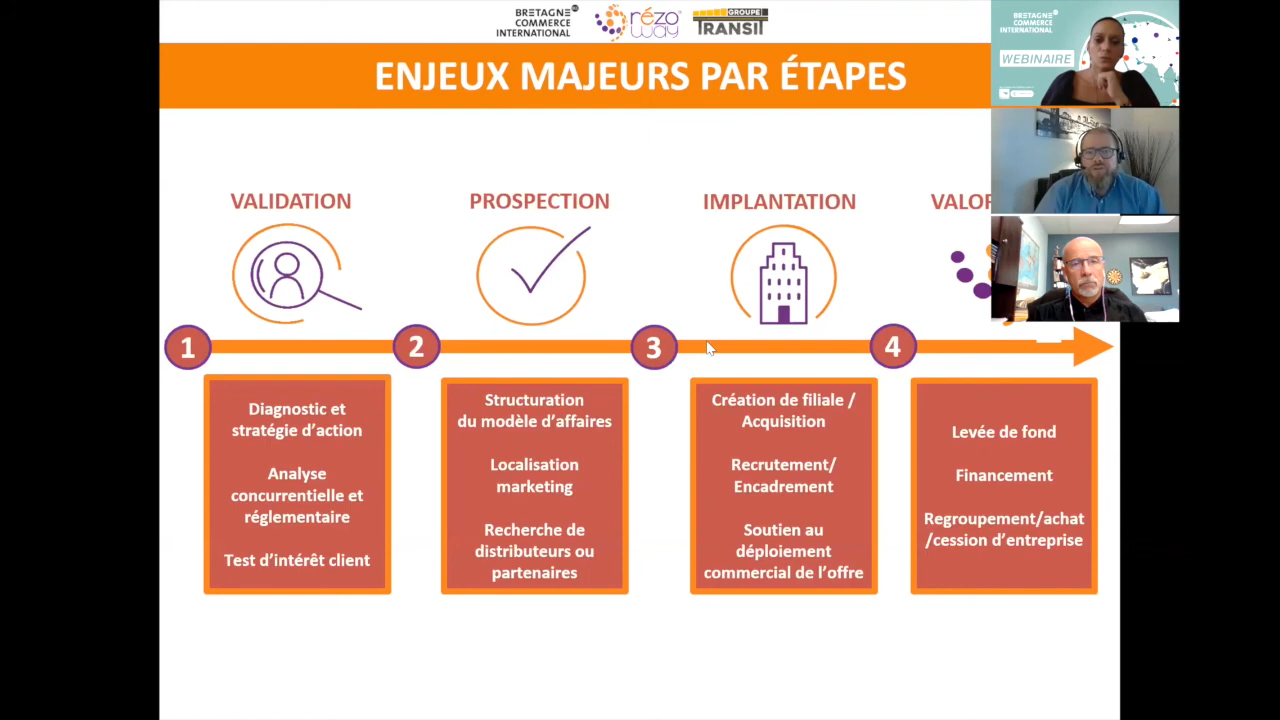 BRETAGNE
COMMERCE
INTERNATIONAL
rézo
way
GROUPE
TRANSIT
ENJEUX MAJEURS PAR ÉTAPES
BRETAGNE
COMMERCE
INTERNATIONAL
WEBINAIRE
VALIDATION
PROSPECTION
IMPLANTATION
VALOR
1
2
3
4
Diagnostic et
stratégie d’action
Analyse
concurrentielle et
réglementaire
Test d’intérêt client
Structuration
du modèle d’affaires
Localisation
marketing
Recherche de
distributeurs ou
partenaires
Création de filiale /
Acquisition
Recrutement/
Encadrement
Soutien au
déploiement
commercial de l’offre
Levée de fond
Financement
Regroupement/achat
/cession d’entreprise